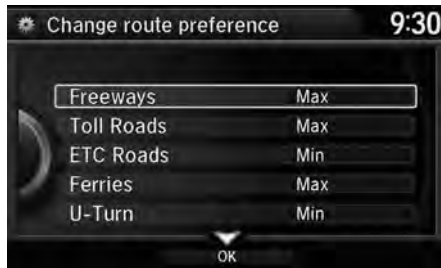 Change route preference 9:30
Freeways Max
Toll Roads Max
ETC Roads Min
Ferries Max
U-Turn Min
OK